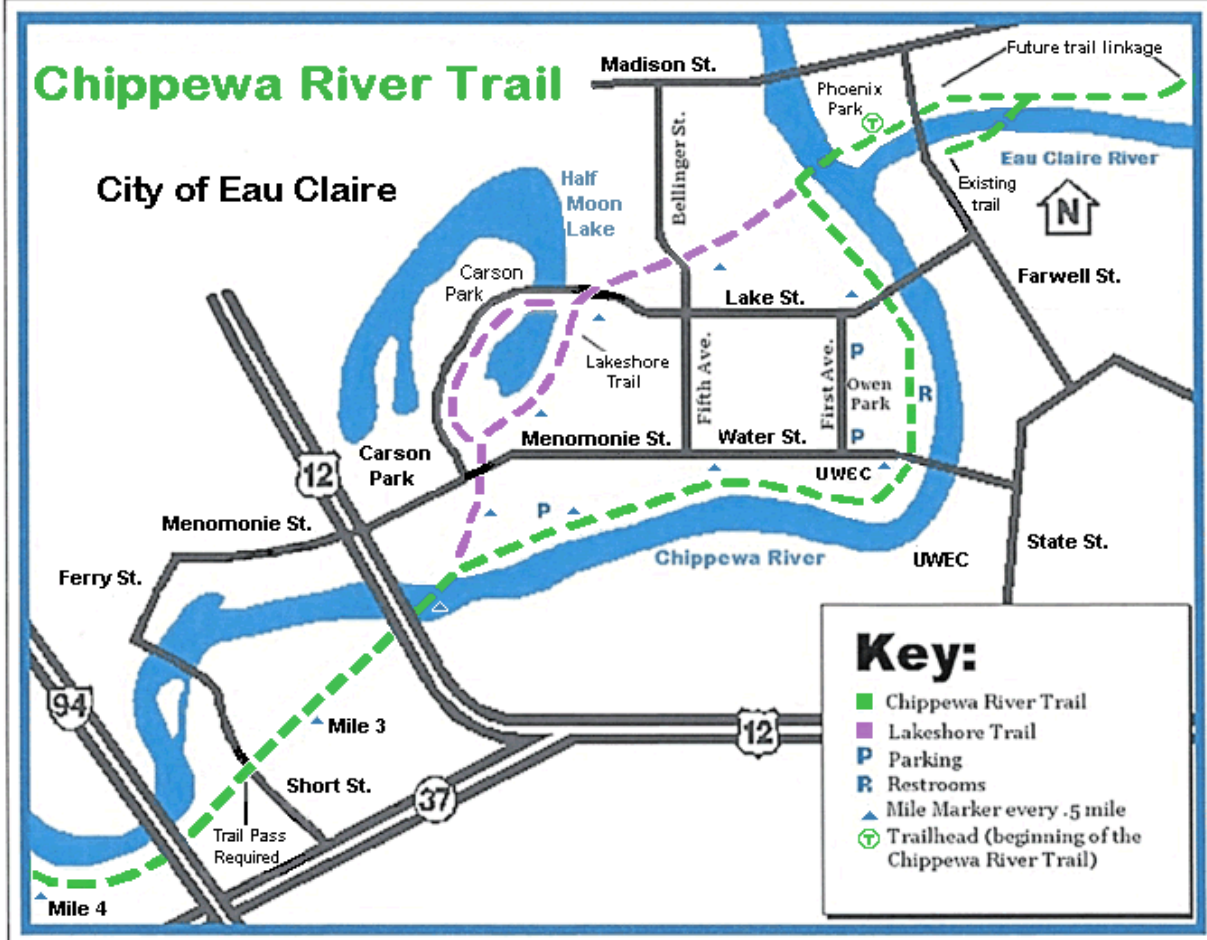 Chippewa River Trail
City of Eau Claire
Madison St.
Future trail linkage
Phoenix
Park
T
Bellinger St.
Eau Claire River
Existing
trail
N
Half
Moon
Lake
Carson
Park
Farwell St.
Lake St.
Lakeshore
Trail
Fifth Ave.
First Ave.
P
Owen
Park
R
P
Menomonie St.
Water St.
Carson
Park
12
UWEC
Menomonie St.
P
Chippewa River
UWEC
State St.
Ferry St.
94
Mile 3
12
Short St.
37
Trail Pass
Required
Mile 4
Key:
Chippewa River Trail
Lakeshore Trail
P Parking
R Restrooms
Mile Marker every .5 mile
T Trailhead (beginning of the
Chippewa River Trail)